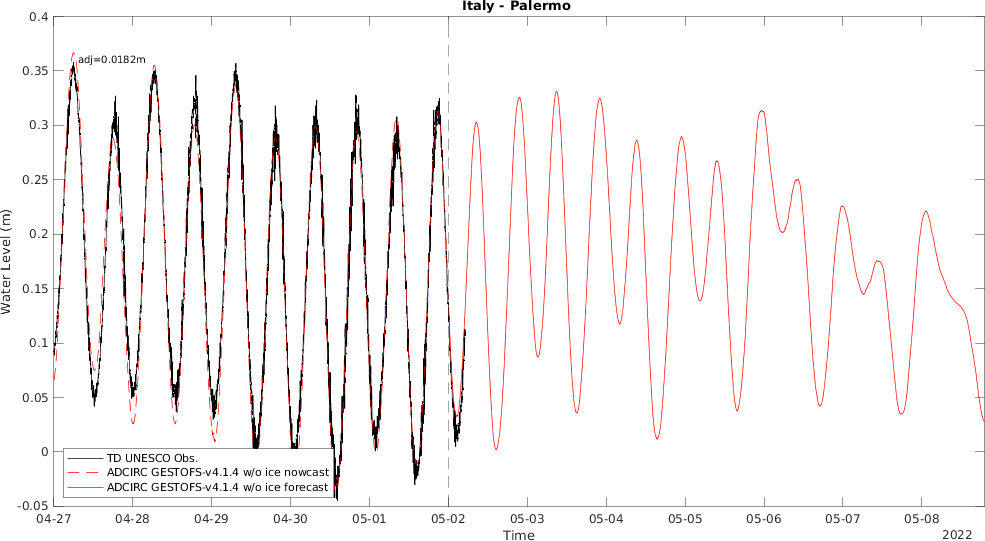 Italy - Palermo
0.4
0.35
0.3
0.25
0.2
0.15
0.1
0.05
0
-0.05
Water Level (m)
adj=0.0182m
TD UNESCO Obs.
ADCIRC GESTOFS-v4.1.4 w/o ice nowcast
ADCIRC GESTOFS-v4.1.4 w/o ice forecast
04-27 04-28 04-29 04-30 05-01 05-02 05-03 05-04 05-05 05-06 05-07 05-08
Time
2022